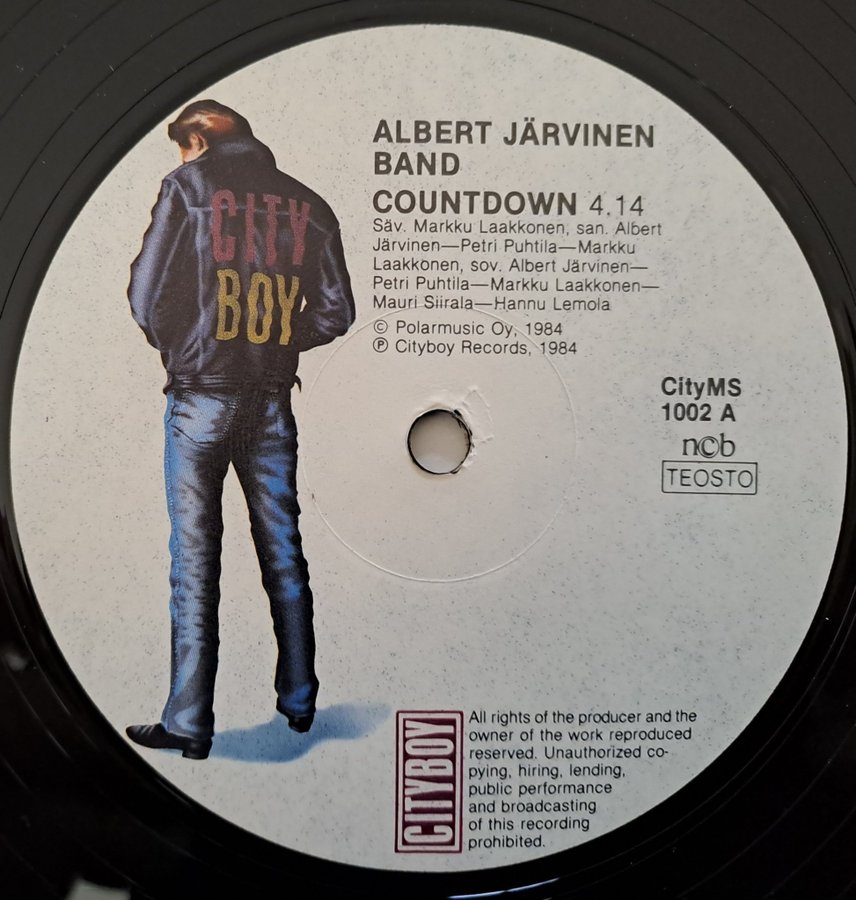 CITY
BOY
ALBERT JÄRVINEN
BAND
COUNTDOWN 4.14
Säv. Markku Laakkonen, san. Albert
Järvinen—Petri Puhtila—Markku
Laakkonen, sov. Albert Järvinen—
Petri Puhtila—Markku Laakkonen—
Mauri Siirala—Hannu Lemola
© Polarmusic Oy, 1984
℗ Cityboy Records, 1984
CityMS
1002 A
n©b
TEOSTO
CITYBOY
All rights of the producer and the
owner of the work reproduced
reserved. Unauthorized co-
pying, hiring, lending,
public performance
and broadcasting
of this recording
prohibited.